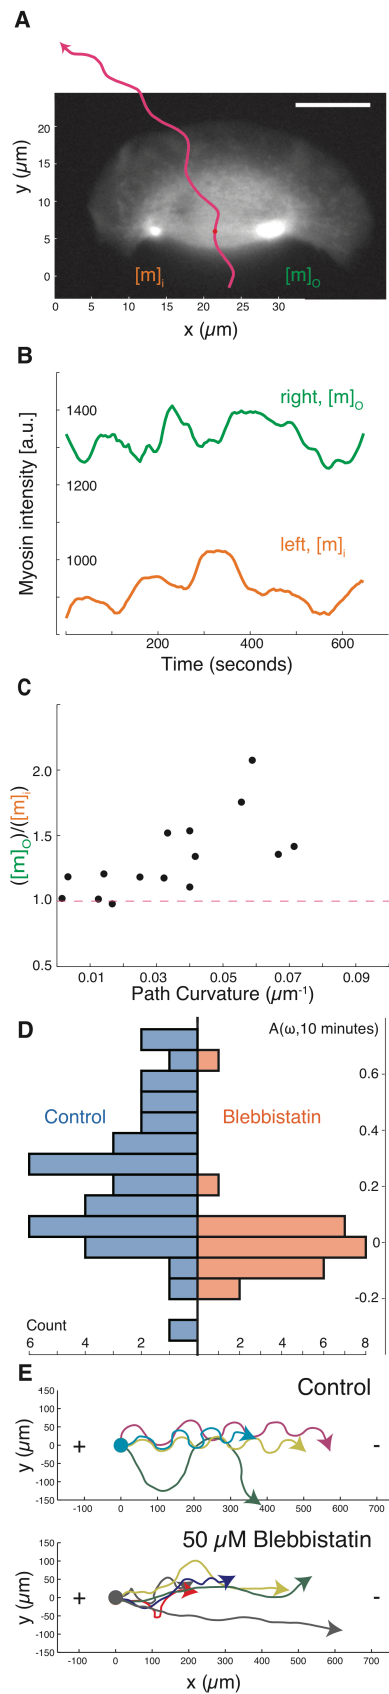 A
y (µm)
20
15
10
5
0
[m]i
[m]O
0 5 10 15 20 25 30
x (µm)
B
Myosin intensity [a.u.]
1400
1200
1000
right, [m]O
left, [m]i
200 400 600
Time (seconds)
C
([m]O)/([m]i)
2.0
1.5
1.0
0.5
0.01 0.03 0.05 0.07 0.09
Path Curvature (µm-1)
D
A(ω,10 minutes)
Control
Blebbistatin
0.6
0.4
0.2
0
-0.2
Count
6 4 2 2 4 6 8
E
Control
y (µm)
150
100
50
0
-50
-100
-150
+ -
-100 0 100 200 300 400 500 600 700
50 µM Blebbistatin
y (µm)
150
100
50
0
-50
-100
-150
+ -
-100 0 100 200 300 400 500 600 700
x (µm)